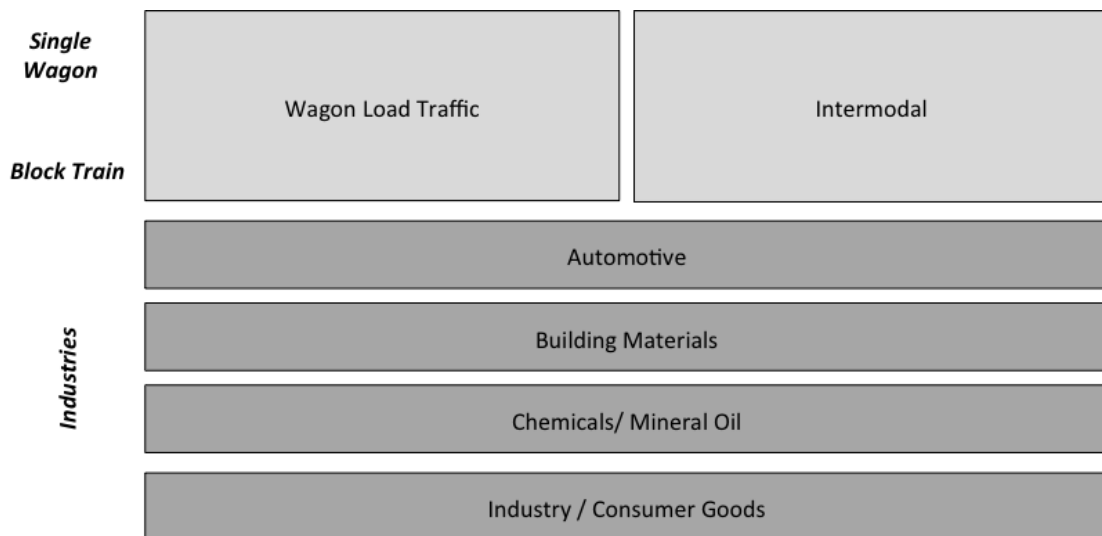 Single
Wagon
Wagon Load Traffic
Intermodal
Block Train
Automotive
Industries
Building Materials
Chemicals/ Mineral Oil
Industry / Consumer Goods